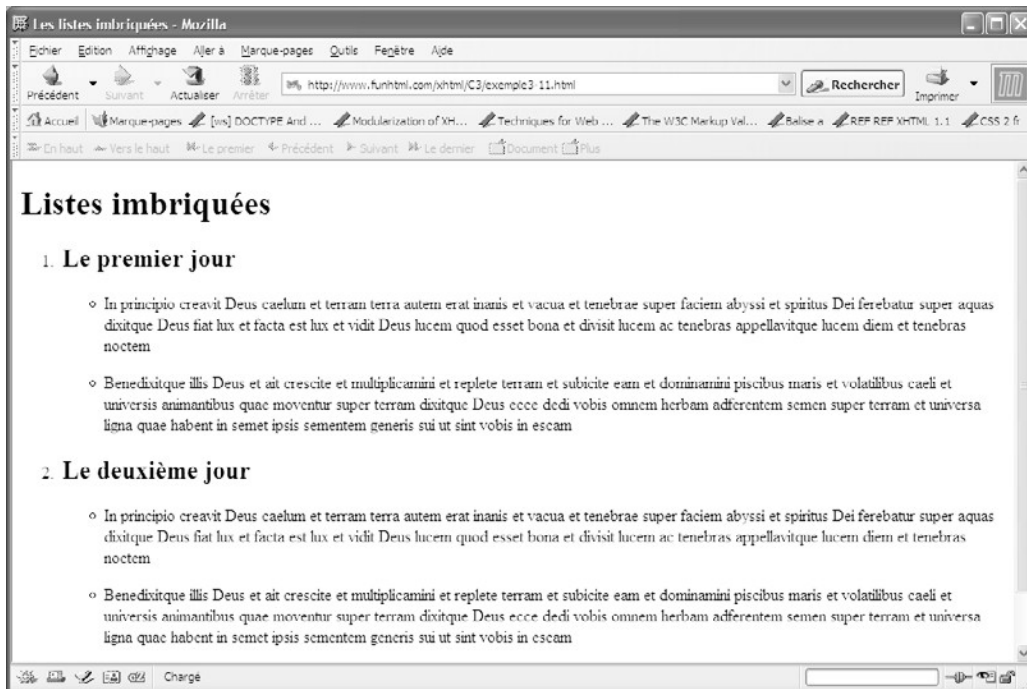 Les listes imbriquées - Mozilla
Fichier Edition Affichage Aller à Marque-pages Outils Fenêtre Aide
Précédent Suivant Actualiser Arrêter http://www.funhtml.com/xhtml/C3/exemple3-11.html Rechercher Imprimer
Accueil Marque-pages [ws] DOCTYPE And ... Modularization of XH... Techniques for Web ... The W3C Markup Val... Balise a REF REF XHTML 1.1 CSS 2 fr
En haut Vers le haut Le premier Précédent Suivant Le dernier Document Plus
Listes imbriquées
1. Le premier jour
In principio creavit Deus caelum et terram terra autem erat inanis et vacua et tenebrae super faciem abyssi et spiritus Dei ferebatur super aquas
dixitque Deus fiat lux et facta est lux et vidit Deus lucem quod esset bona et divisit lucem ac tenebras appellavitque lucem diem et tenebras
noctem
Benedixitque illis Deus et ait crescite et multiplicamini et replete terram et subicite eam et dominamini piscibus maris et volatilibus caeli et
universis animantibus quae moventur super terram dixitque Deus ecce dedi vobis omnem herbam adferentem semen super terram et universa
ligna quae habent in semet ipsis sementem generis sui ut sint vobis in escam
2. Le deuxième jour
In principio creavit Deus caelum et terram terra autem erat inanis et vacua et tenebrae super faciem abyssi et spiritus Dei ferebatur super aquas
dixitque Deus fiat lux et facta est lux et vidit Deus lucem quod esset bona et divisit lucem ac tenebras appellavitque lucem diem et tenebras
noctem
Benedixitque illis Deus et ait crescite et multiplicamini et replete terram et subicite eam et dominamini piscibus maris et volatilibus caeli et
universis animantibus quae moventur super terram dixitque Deus ecce dedi vobis omnem herbam adferentem semen super terram et universa
ligna quae habent in semet ipsis sementem generis sui ut sint vobis in escam
Chargé